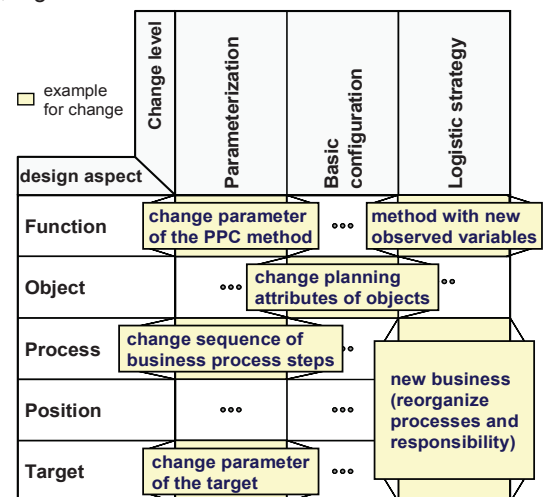 Change level
Parameterization
Basic
configuration
Logistic strategy
example
for change
design aspect
Function
change parameter
of the PPC method
°°°
method with new
observed variables
Object
°°°
change planning
attributes of objects
°°
Process
change sequence of
business process steps
°°
new business
(reorganize
processes and
responsibility)
Position
°°°
°°°
Target
change parameter
of the target
°°°